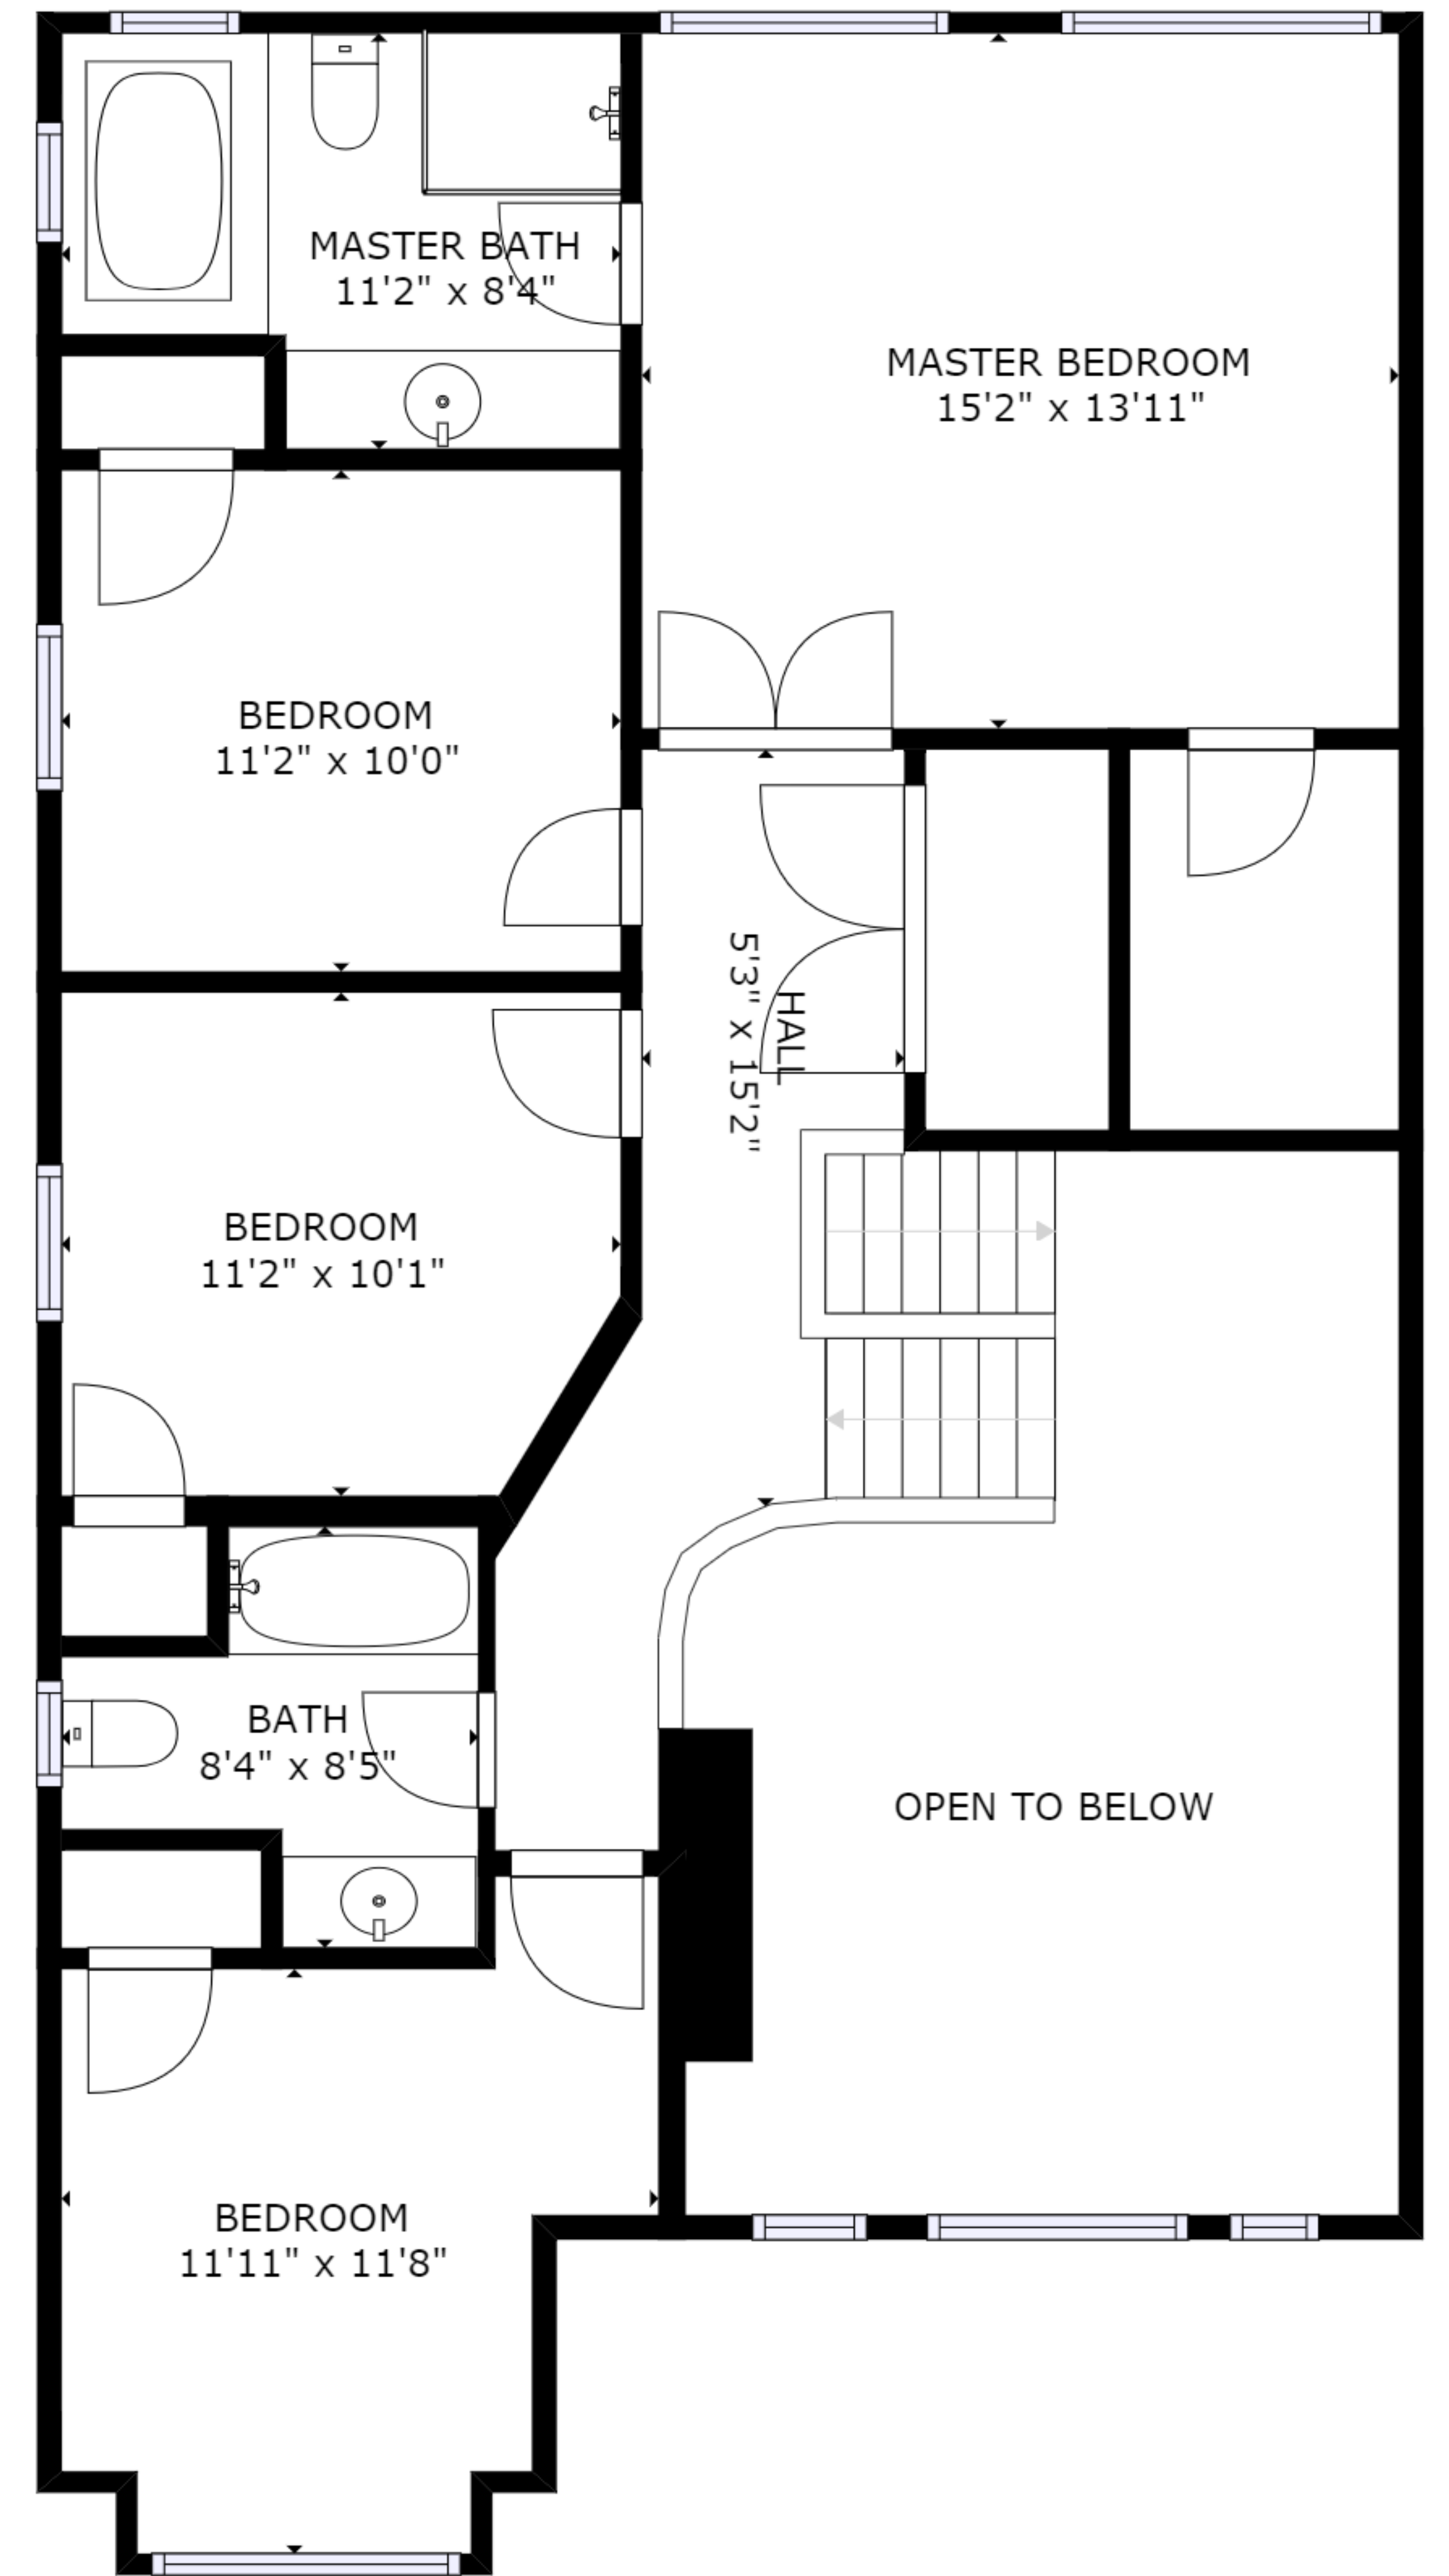 MASTER BATH
11'2" x 8'4"
MASTER BEDROOM
15'2" x 13'11"
BEDROOM
11'2" x 10'0"
HALL
5'3" x 15'2"
BEDROOM
11'2" x 10'1"
BATH
8'4" x 8'5"
OPEN TO BELOW
BEDROOM
11'11" x 11'8"